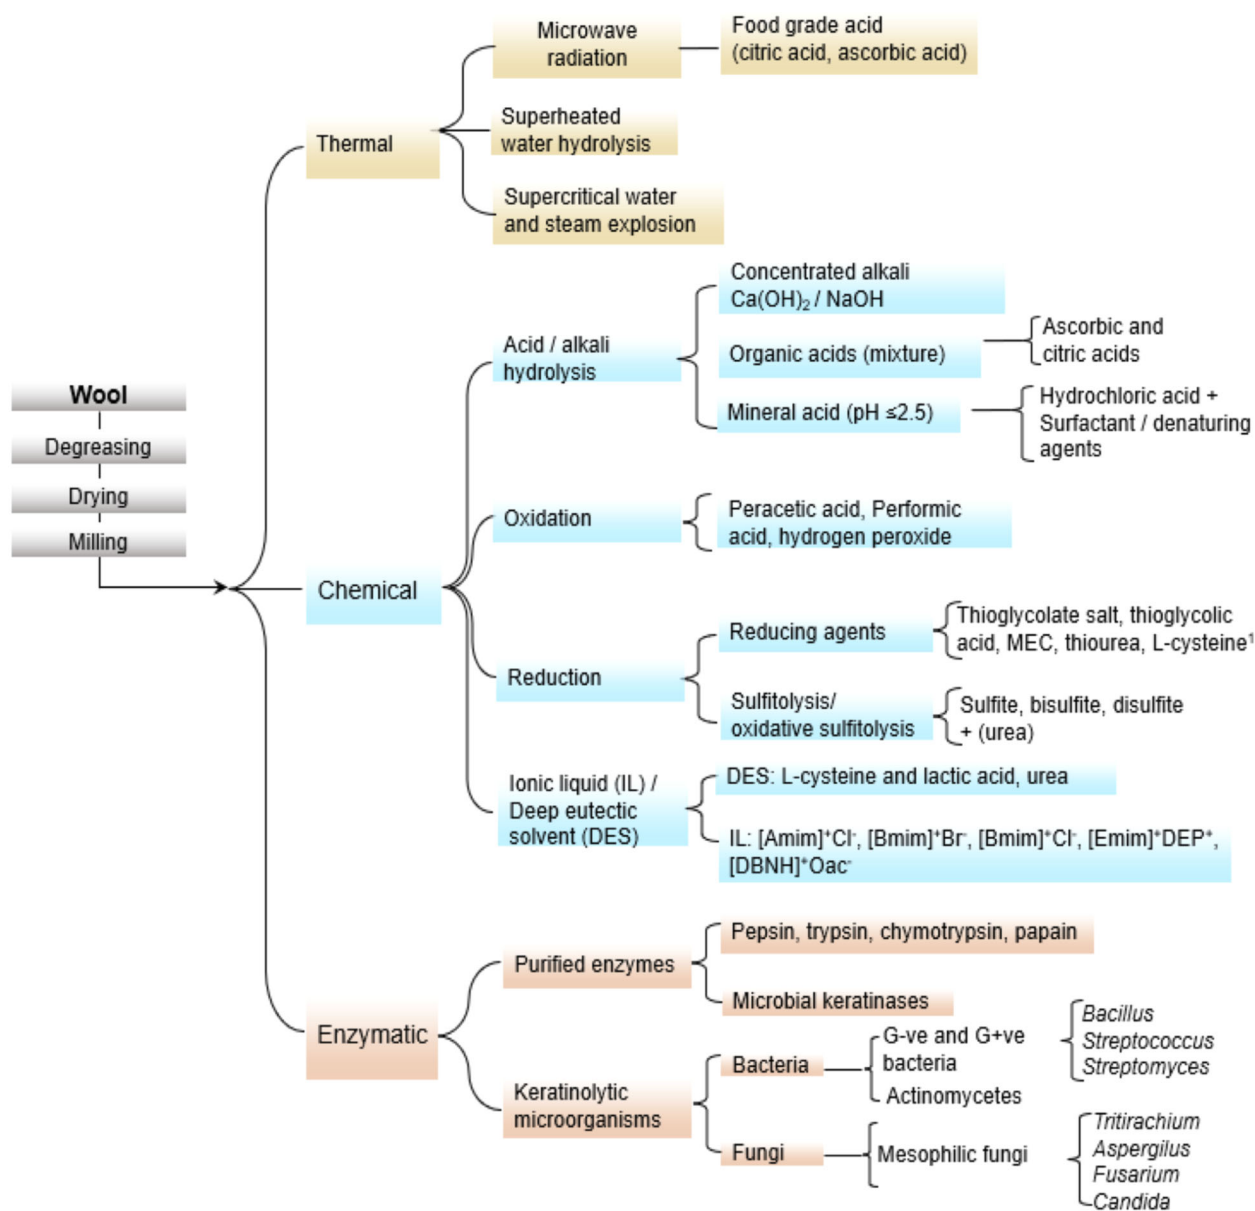 Wool
Degreasing
Drying
Milling
Thermal
Microwave
radiation
Food grade acid
(citric acid, ascorbic acid)
Superheated
water hydrolysis
Supercritical water
and steam explosion
Chemical
Acid / alkali
hydrolysis
Concentrated alkali
Ca(OH)₂ / NaOH
Organic acids (mixture)
Ascorbic and
citric acids
Mineral acid (pH ≤2.5)
Hydrochloric acid +
Surfactant / denaturing
agents
Oxidation
Peracetic acid, Performic
acid, hydrogen peroxide
Reduction
Reducing agents
Thioglycolate salt, thioglycolic
acid, MEC, thiourea, L-cysteine¹
Sulfitolysis/
oxidative sulfitolysis
Sulfite, bisulfite, disulfite
+ (urea)
Ionic liquid (IL) /
Deep eutectic
solvent (DES)
DES: L-cysteine and lactic acid, urea
IL: [Amim]⁺Cl⁻, [Bmim]⁺Br⁻, [Bmim]⁺Cl⁻, [Emim]⁺DEP⁺,
[DBNH]⁺Oac⁻
Enzymatic
Purified enzymes
Pepsin, trypsin, chymotrypsin, papain
Microbial keratinases
Keratinolytic
microorganisms
Bacteria
G-ve and G+ve
bacteria
Actinomycetes
Bacillus
Streptococcus
Streptomyces
Fungi
Mesophilic fungi
Tritirachium
Aspergilus
Fusarium
Candida